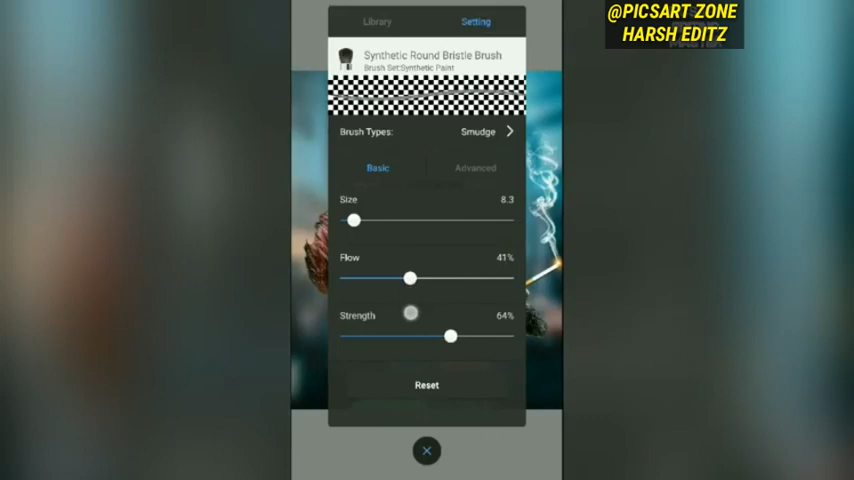 @PICSART ZONE
HARSH EDITZ
Library
Setting
Synthetic Round Bristle Brush
Brush Set:Synthetic Paint
Brush Types:
Smudge
Basic
Advanced
Size
8.3
Flow
41%
Strength
64%
Reset